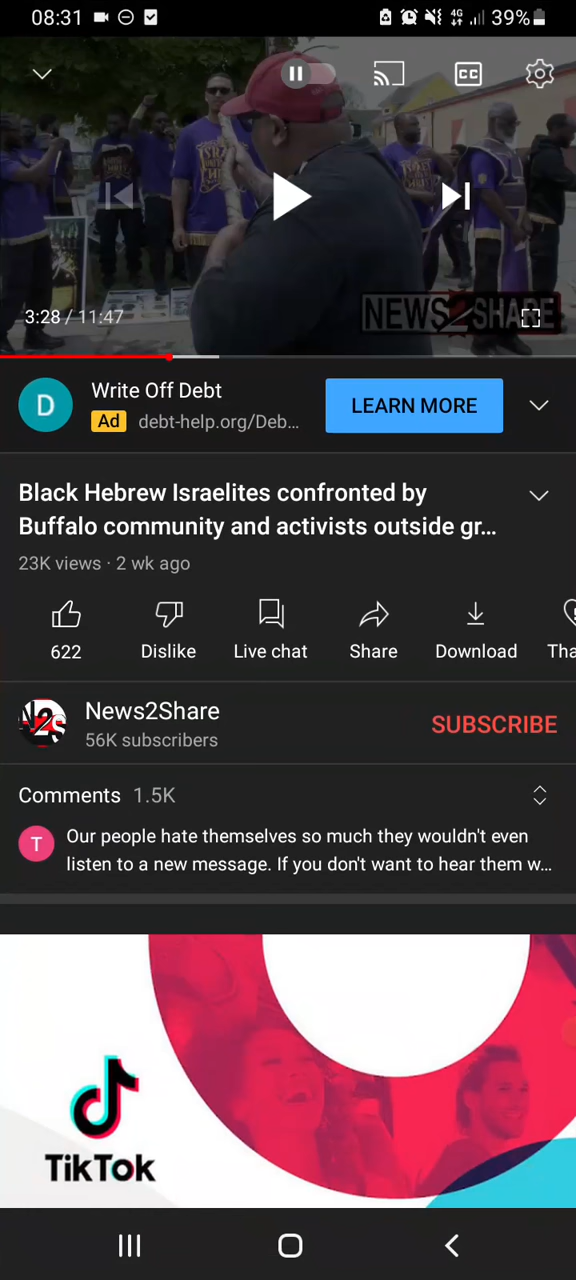 08:31
4G
39%
CC
3:28 / 11:47
NEWS2SHARE
D
Write Off Debt
Ad debt-help.org/Deb...
LEARN MORE
Black Hebrew Israelites confronted by
Buffalo community and activists outside gr...
23K views · 2 wk ago
622
Dislike
Live chat
Share
Download
Tha
N2S
News2Share
56K subscribers
SUBSCRIBE
Comments 1.5K
T
Our people hate themselves so much they wouldn't even
listen to a new message. If you don't want to hear them w...
TikTok